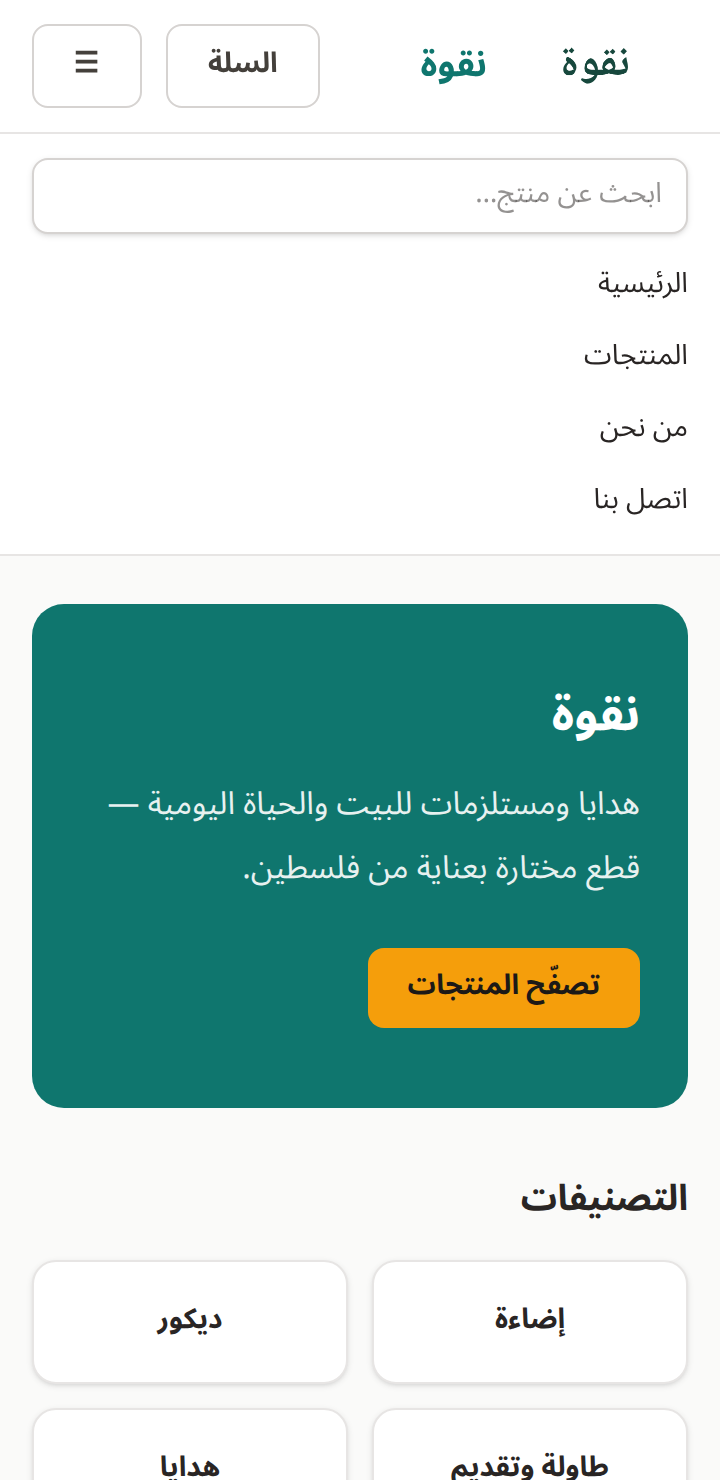 نقوة نقوة السلة ☰
ابحث عن منتج...
الرئيسية
المنتجات
من نحن
اتصل بنا
نقوة
هدايا ومستلزمات للبيت والحياة اليومية —
قطع مختارة بعناية من فلسطين.
تصفّح المنتجات
التصنيفات
إضاءة ديكور
طاولة وتقديم هدايا